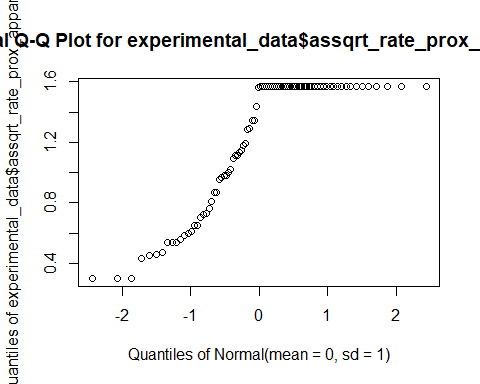 al Q-Q Plot for experimental_data$assqrt_rate_prox_
uantiles of experimental_data$assqrt_rate_prox_appar
1.6
1.2
0.8
0.4
-2 -1 0 1 2
Quantiles of Normal(mean = 0, sd = 1)